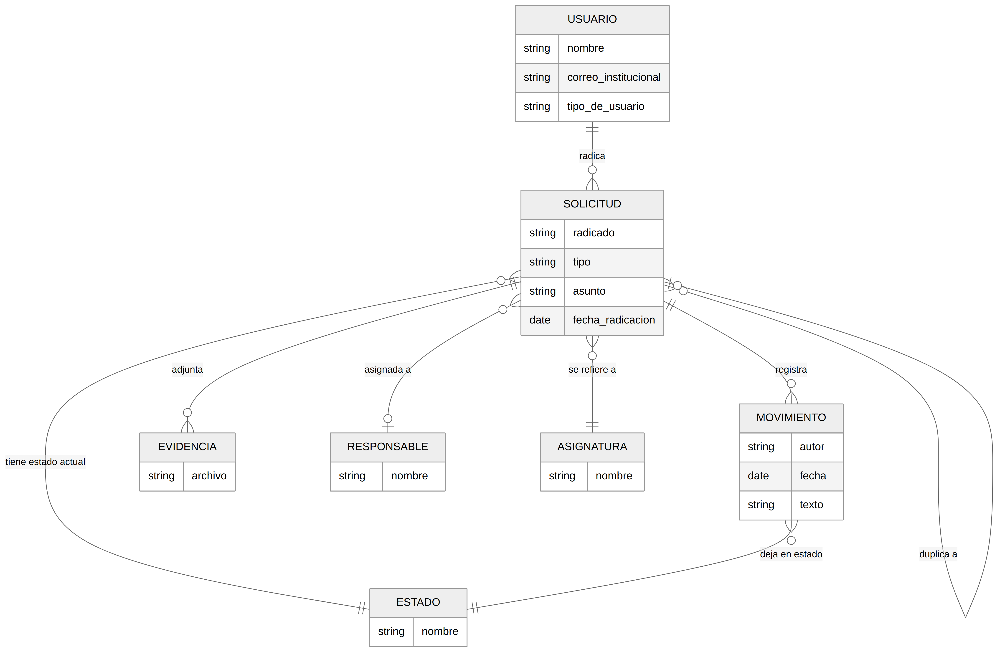 USUARIO
string nombre
string correo_institucional
string tipo_de_usuario
radica
SOLICITUD
string radicado
string tipo
string asunto
date fecha_radicacion
adjunta
asignada a
se refiere a
registra
EVIDENCIA
string archivo
RESPONSABLE
string nombre
ASIGNATURA
string nombre
MOVIMIENTO
string autor
date fecha
string texto
tiene estado actual
deja en estado
duplica a
ESTADO
string nombre